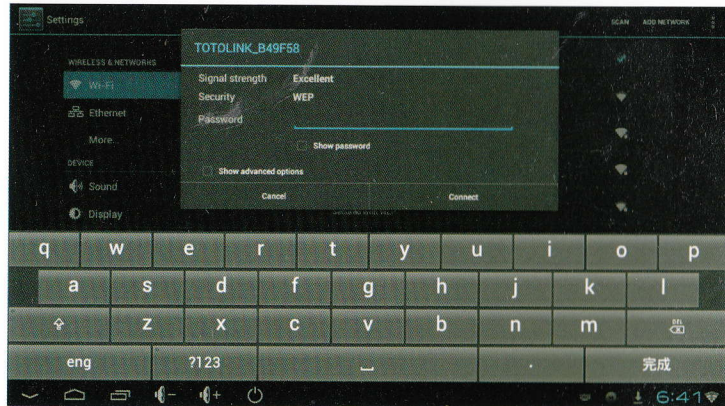 Settings
SCAN ADD NETWORK
TOTOLINK_B49F58
WIRELESS & NETWORKS
Wi-Fi
Ethernet
More...
DEVICE
Sound
Display
Signal strength Excellent
Security WEP
Password
Show password
Show advanced options
Cancel Connect
q w e r t y u i o p
a s d f g h j k l
z x c v b n m DEL
eng ?123 . 完成
6:41